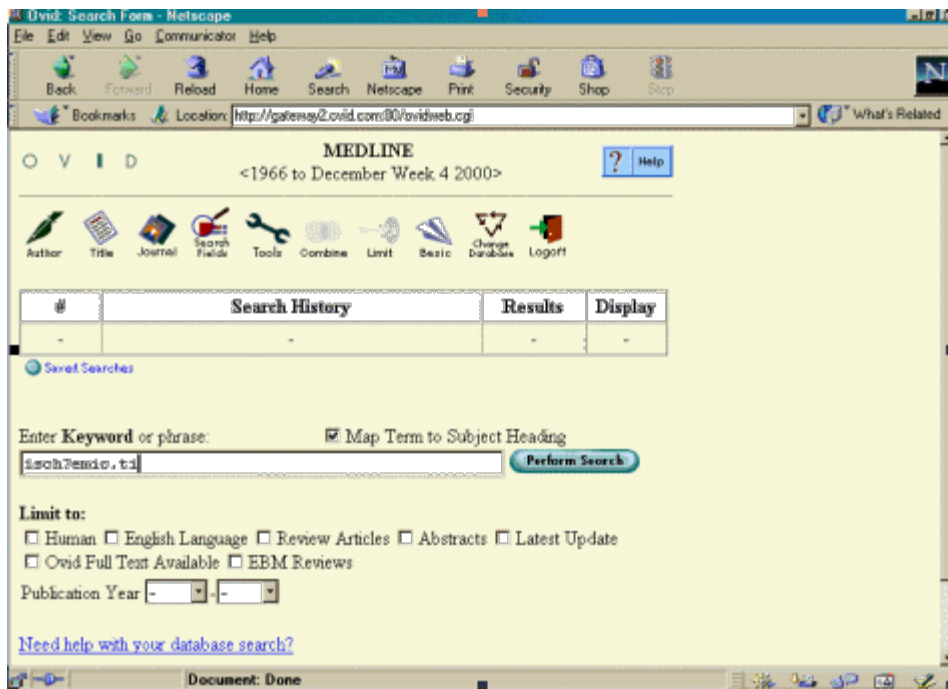 Ovid: Search Form - Netscape
File Edit View Go Communicator Help
Back Forward Reload Home Search Netscape Print Security Shop Stop
N
Bookmarks Location: http://gateway2.ovid.com:80/ovidweb.cgi What's Related
O V I D
MEDLINE
<1966 to December Week 4 2000>
? Help
Author Title Journal Search Fields Tools Combine Limit Basic Change Database Logoff
# Search History Results Display
- - - -
Saved Searches
Enter Keyword or phrase: Map Term to Subject Heading
isch?emic.ti
Perform Search
Limit to:
Human English Language Review Articles Abstracts Latest Update
Ovid Full Text Available EBM Reviews
Publication Year - - -
Need help with your database search?
Document: Done